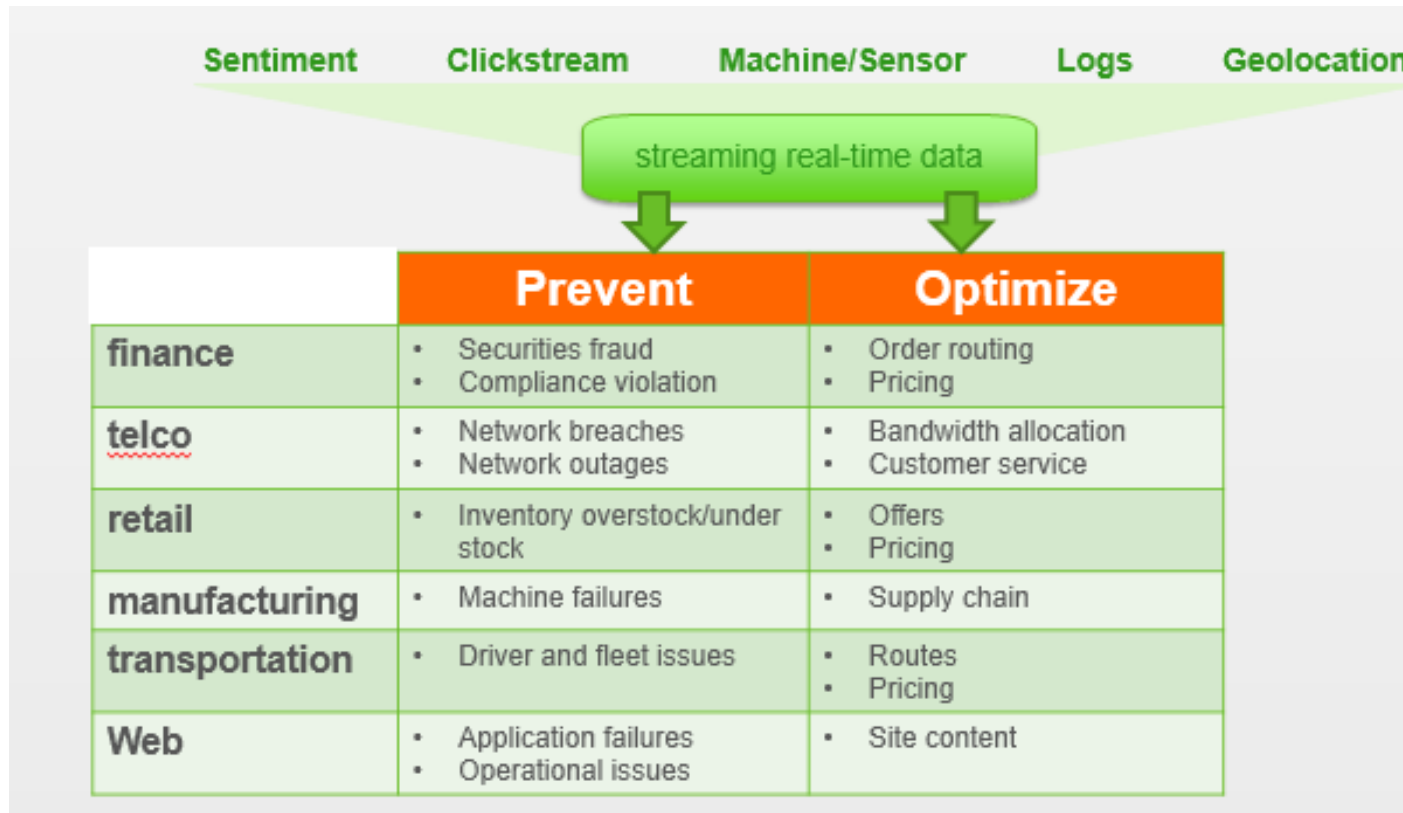 Sentiment Clickstream Machine/Sensor Logs Geolocation
streaming real-time data
Prevent Optimize
finance
• Securities fraud
• Compliance violation
• Order routing
• Pricing
telco
• Network breaches
• Network outages
• Bandwidth allocation
• Customer service
retail
• Inventory overstock/under
stock
• Offers
• Pricing
manufacturing
• Machine failures
• Supply chain
transportation
• Driver and fleet issues
• Routes
• Pricing
Web
• Application failures
• Operational issues
• Site content